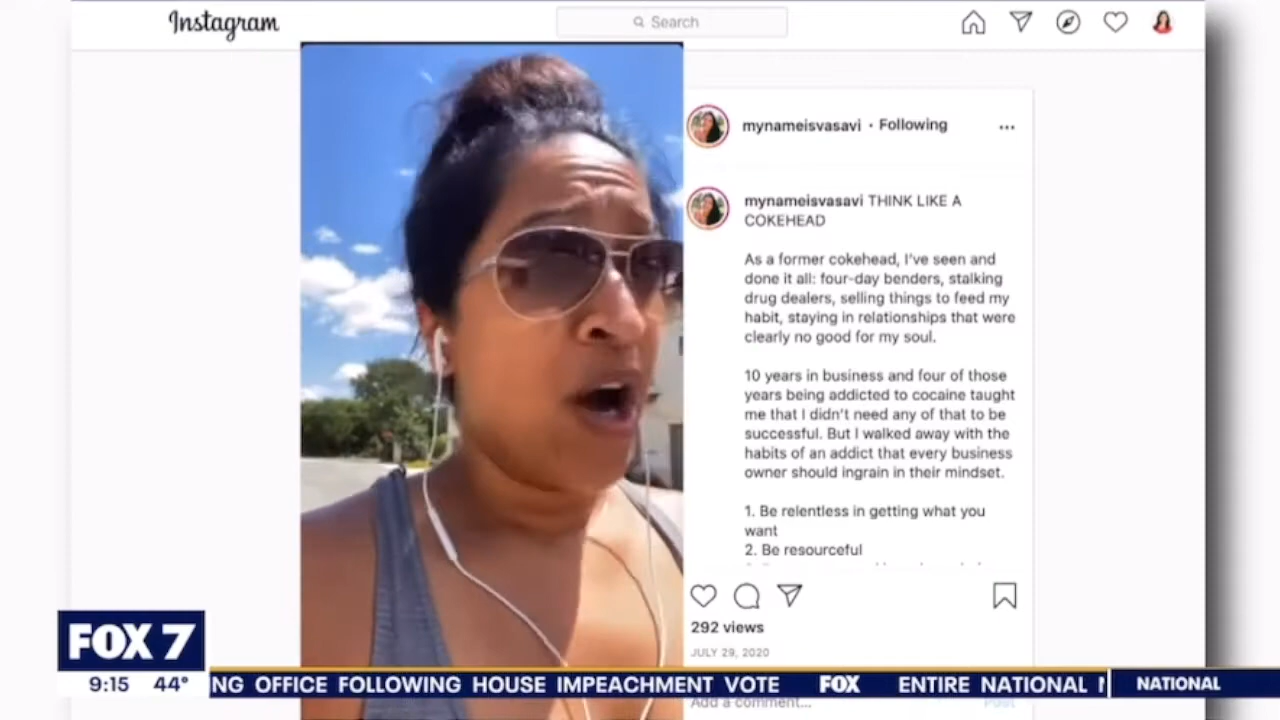 Instagram
Search
mynameisvasavi • Following
mynameisvasavi THINK LIKE A
COKEHEAD
As a former cokehead, I've seen and
done it all: four-day benders, stalking
drug dealers, selling things to feed my
habit, staying in relationships that were
clearly no good for my soul.
10 years in business and four of those
years being addicted to cocaine taught
me that I didn't need any of that to be
successful. But I walked away with the
habits of an addict that every business
owner should ingrain in their mindset.
1. Be relentless in getting what you
want
2. Be resourceful
292 views
JULY 29, 2020
Add a comment...
Post
FOX 7
9:15 44°
NG OFFICE FOLLOWING HOUSE IMPEACHMENT VOTE FOX ENTIRE NATIONAL
NATIONAL